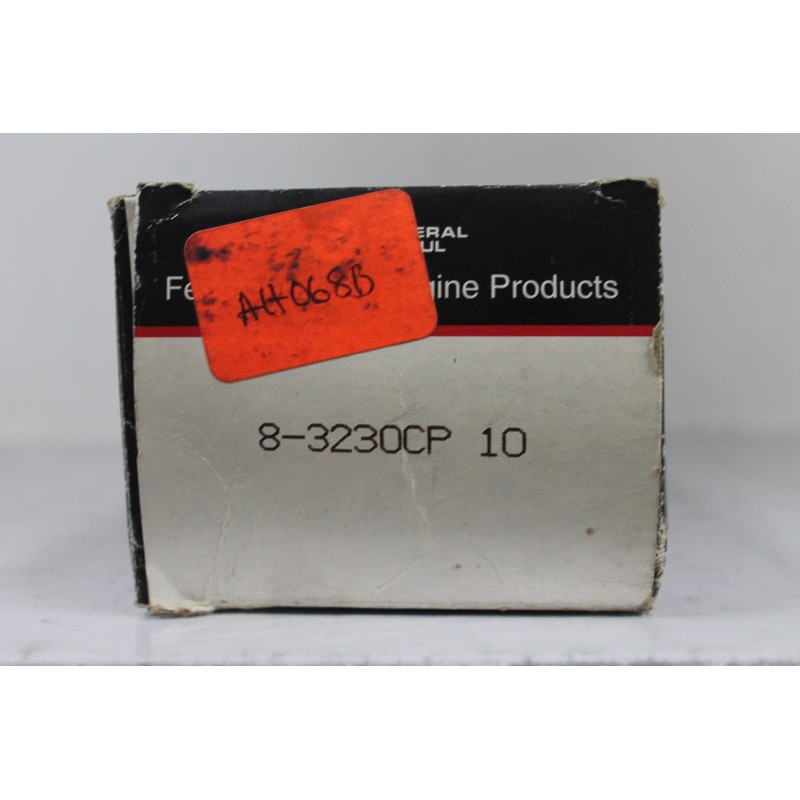 ERAL
UL
Fe gine Products
AH068B
8-3230CP 10